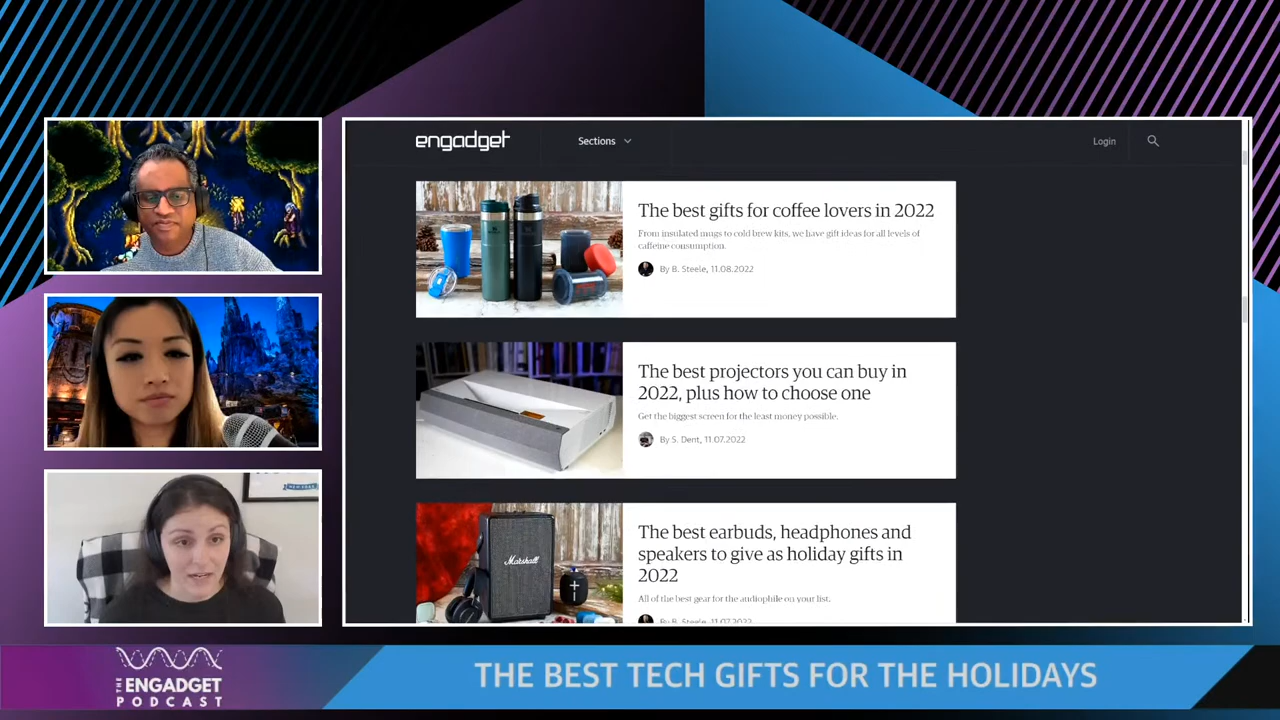 engadget
Sections
Login
The best gifts for coffee lovers in 2022
From insulated mugs to cold brew kits, we have gift ideas for all levels of
caffeine consumption.
By B. Steele, 11.08.2022
The best projectors you can buy in
2022, plus how to choose one
Get the biggest screen for the least money possible.
By S. Dent, 11.07.2022
Marshall
The best earbuds, headphones and
speakers to give as holiday gifts in
2022
All of the best gear for the audiophile on your list.
By B. Steele, 11.07.2022
THE
ENGADGET
PODCAST
THE BEST TECH GIFTS FOR THE HOLIDAYS